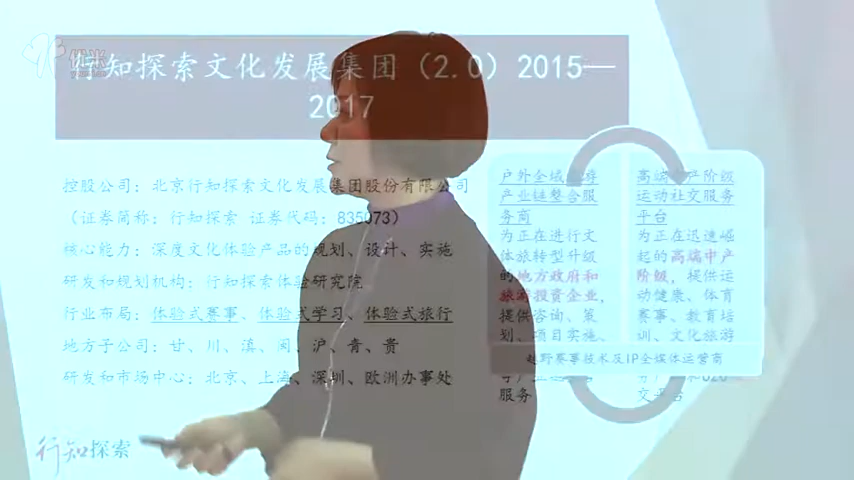 优米
行知探索文化发展集团（2.0）2015—
2017
控股公司：北京行知探索文化发展集团股份有限公司
（证券简称：行知探索 证券代码：835073）
核心能力：深度文化体验产品的规划、设计、实施
研发和规划机构：行知探索体验研究院
行业布局：体验式赛事、体验式学习、体验式旅行
地方子公司：甘、川、滇、闽、沪、青、贵
研发和市场中心：北京、上海、深圳、欧洲办事处
户外全域
产业链整合服
务商
为正在进行文
体旅转型升级
的地方政府和
旅游投资企业，
提供咨询、策
划、项目实施、
服务
高端中产阶级
运动社交服务
平台
为正在迅速崛
起的高端中产
阶级，提供运
动健康、体育
赛事、教育培
训、文化旅游
交平台
越野赛事技术及IP全媒体运营商
行知探索